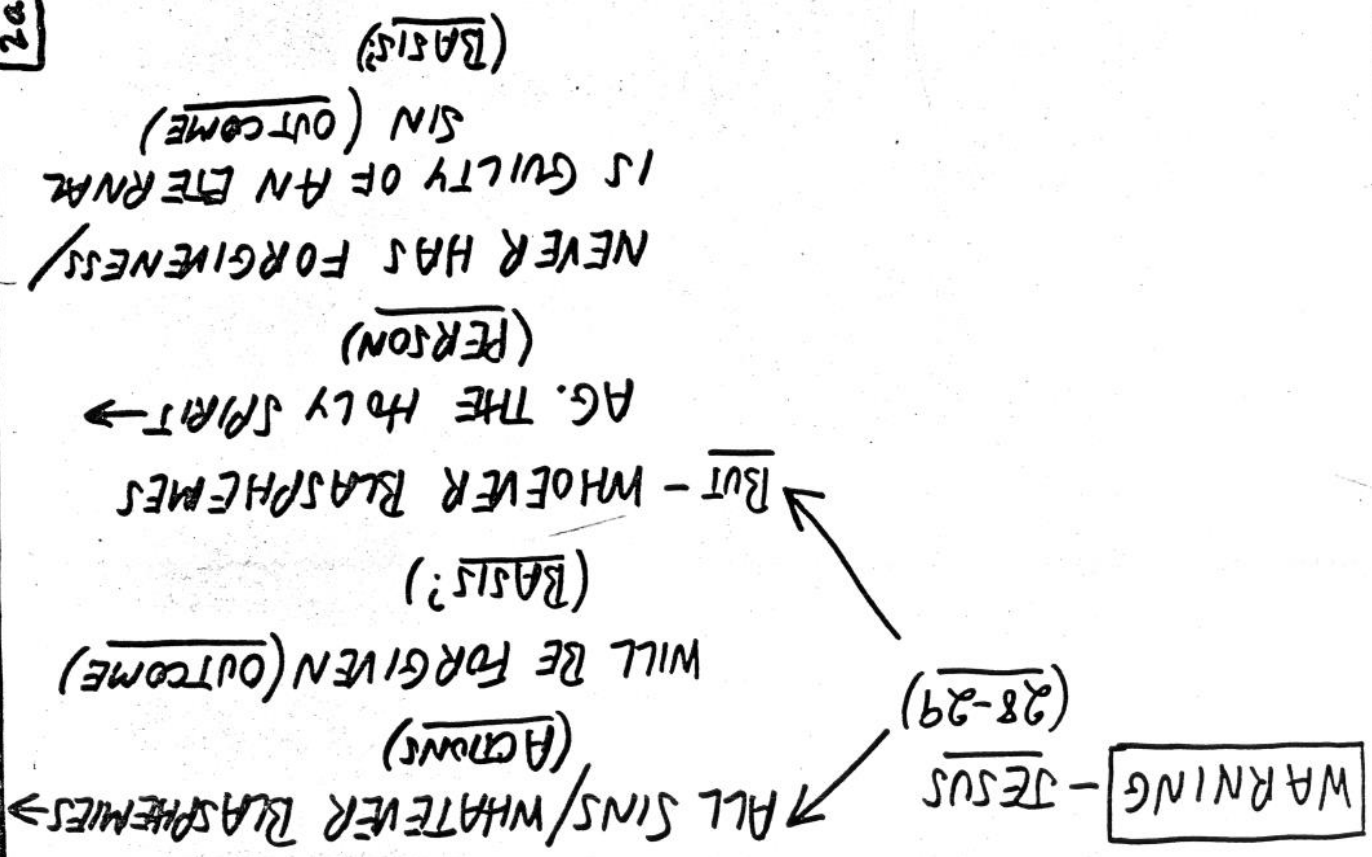 WARNING - JESUS
(28-29)
ALL SINS/WHATEVER BLASPHEMIES→
(ACTIONS)
WILL BE FORGIVEN (OUTCOME)
(BASIS?)
BUT - WHOEVER BLASPHEMES
AG. THE HOLY SPIRIT→
(PERSON)
NEVER HAS FORGIVENESS/
IS GUILTY OF AN ETERNAL
SIN (OUTCOME)
(BASIS?)
2a